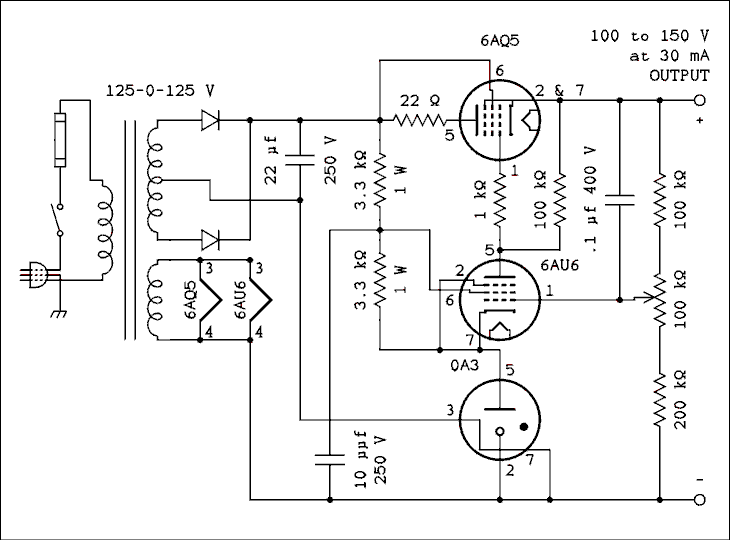 6AQ5
100 to 150 V
at 30 mA
OUTPUT
125-0-125 V
6
2 & 7
22 Ω
5
+
22 µf
250 V
3.3 kΩ
1 W
1
1 kΩ
100 kΩ
.1 µf 400 V
100 kΩ
5
6AU6
3
3
6AQ5
6AU6
4
4
3.3 kΩ
1 W
2
6
1
7
100 kΩ
0A3
5
3
200 kΩ
10 µµf
250 V
7
2
-